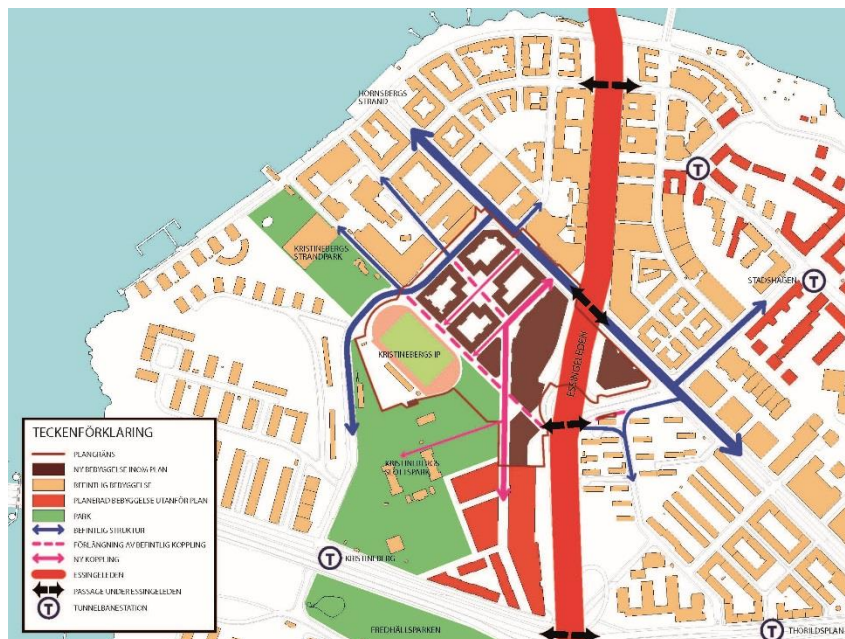 HORNSBERGS
STRAND
KRISTINEBERGS
STRANDPARK
STADSHAGEN
T
T
KRISTINEBERGS IP
ESSINGELEDEN
KRISTINEBERGS
SLOTTSPARK
TECKENFÖRKLARING
PLANGRÄNS
NY BEBYGGELSE INOM PLAN
BEFINTLIG BEBYGGELSE
PLANERAD BEBYGGELSE UTANFÖR PLAN
PARK
BEFINTLIG STRUKTUR
FÖRLÄNGNING AV BEFINTLIG KOPPLING
NY KOPPLING
ESSINGELEDEN
PASSAGE UNDER ESSINGELEDEN
T TUNNELBANESTATION
T KRISTINEBERG
FREDHÄLLSPARKEN
T
THORILDSPLAN